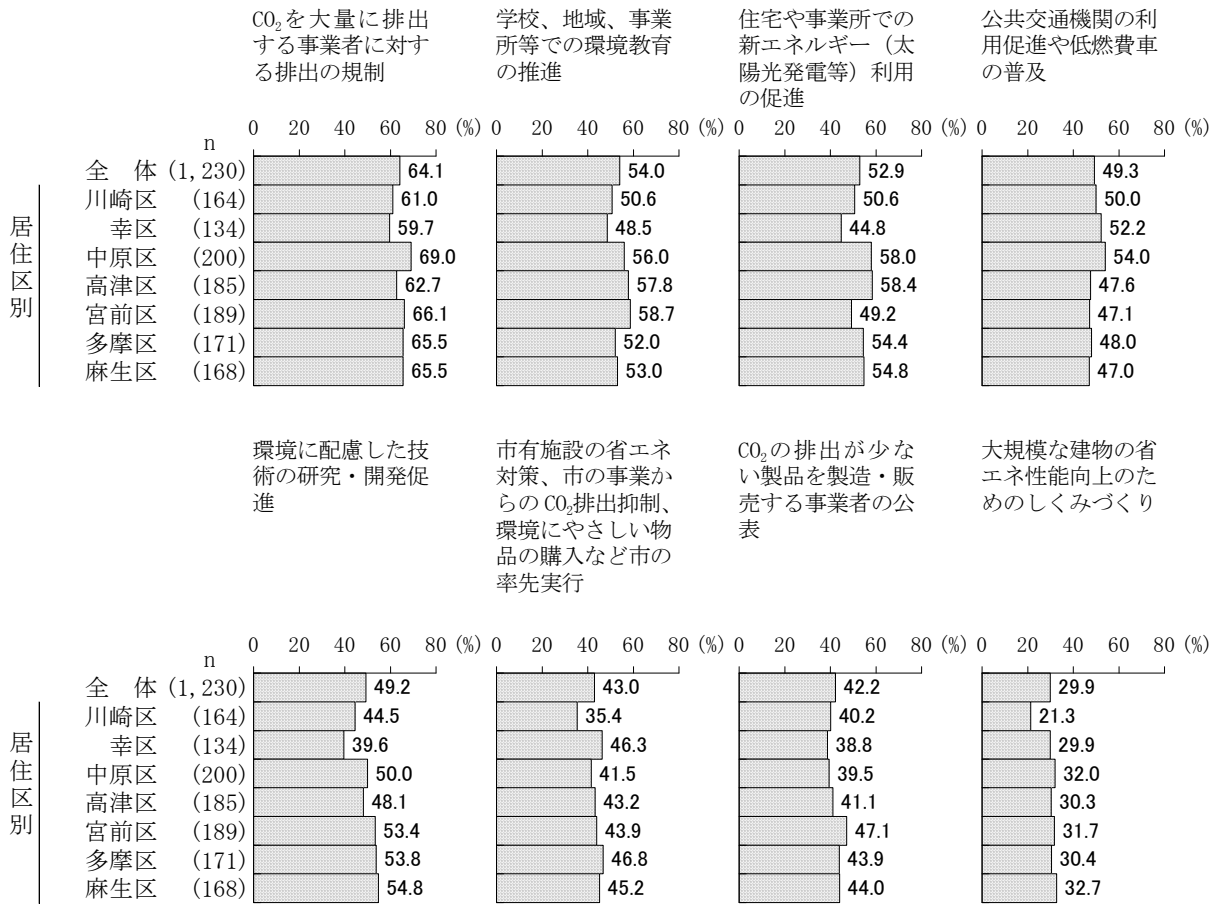 CO₂を大量に排出
する事業者に対す
る排出の規制
学校、地域、事業
所等での環境教育
の推進
住宅や事業所での
新エネルギー（太
陽光発電等）利用
の促進
公共交通機関の利
用促進や低燃費車
の普及
0 20 40 60 80 (%) 0 20 40 60 80 (%) 0 20 40 60 80 (%) 0 20 40 60 80 (%)
n
全 体 (1,230) 64.1 54.0 52.9 49.3
居住区別
川崎区 (164) 61.0 50.6 50.6 50.0
幸区 (134) 59.7 48.5 44.8 52.2
中原区 (200) 69.0 56.0 58.0 54.0
高津区 (185) 62.7 57.8 58.4 47.6
宮前区 (189) 66.1 58.7 49.2 47.1
多摩区 (171) 65.5 52.0 54.4 48.0
麻生区 (168) 65.5 53.0 54.8 47.0
環境に配慮した技
術の研究・開発促
進
市有施設の省エネ
対策、市の事業か
らのCO₂排出抑制、
環境にやさしい物
品の購入など市の
率先実行
CO₂の排出が少な
い製品を製造・販
売する事業者の公
表
大規模な建物の省
エネ性能向上のた
めのしくみづくり
0 20 40 60 80 (%) 0 20 40 60 80 (%) 0 20 40 60 80 (%) 0 20 40 60 80 (%)
n
全 体 (1,230) 49.2 43.0 42.2 29.9
居住区別
川崎区 (164) 44.5 35.4 40.2 21.3
幸区 (134) 39.6 46.3 38.8 29.9
中原区 (200) 50.0 41.5 39.5 32.0
高津区 (185) 48.1 43.2 41.1 30.3
宮前区 (189) 53.4 43.9 47.1 31.7
多摩区 (171) 53.8 46.8 43.9 30.4
麻生区 (168) 54.8 45.2 44.0 32.7